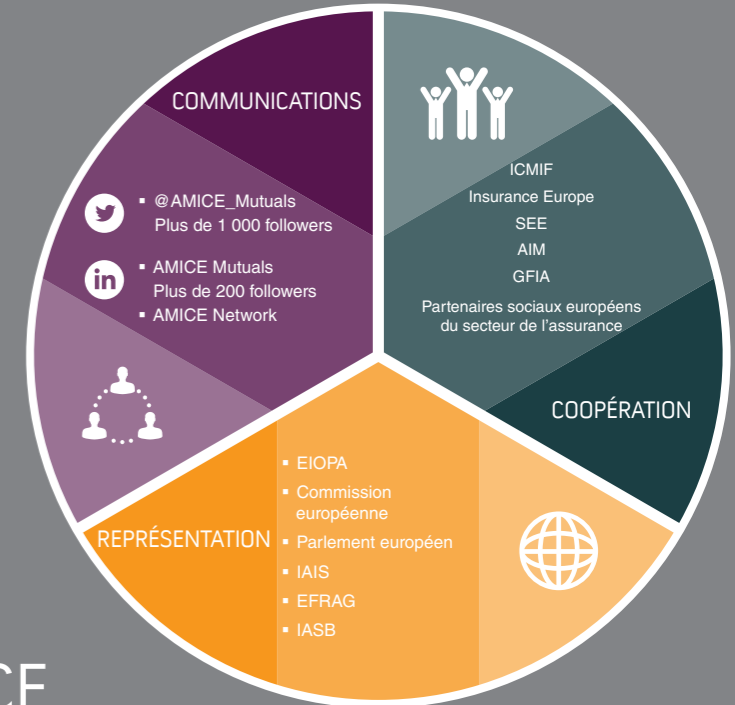 COMMUNICATIONS
▪ @AMICE_Mutuals
Plus de 1 000 followers
in
▪ AMICE Mutuals
Plus de 200 followers
▪ AMICE Network
ICMIF
Insurance Europe
SEE
AIM
GFIA
Partenaires sociaux européens
du secteur de l'assurance
COOPÉRATION
REPRÉSENTATION
▪ EIOPA
▪ Commission
européenne
▪ Parlement européen
▪ IAIS
▪ EFRAG
▪ IASB